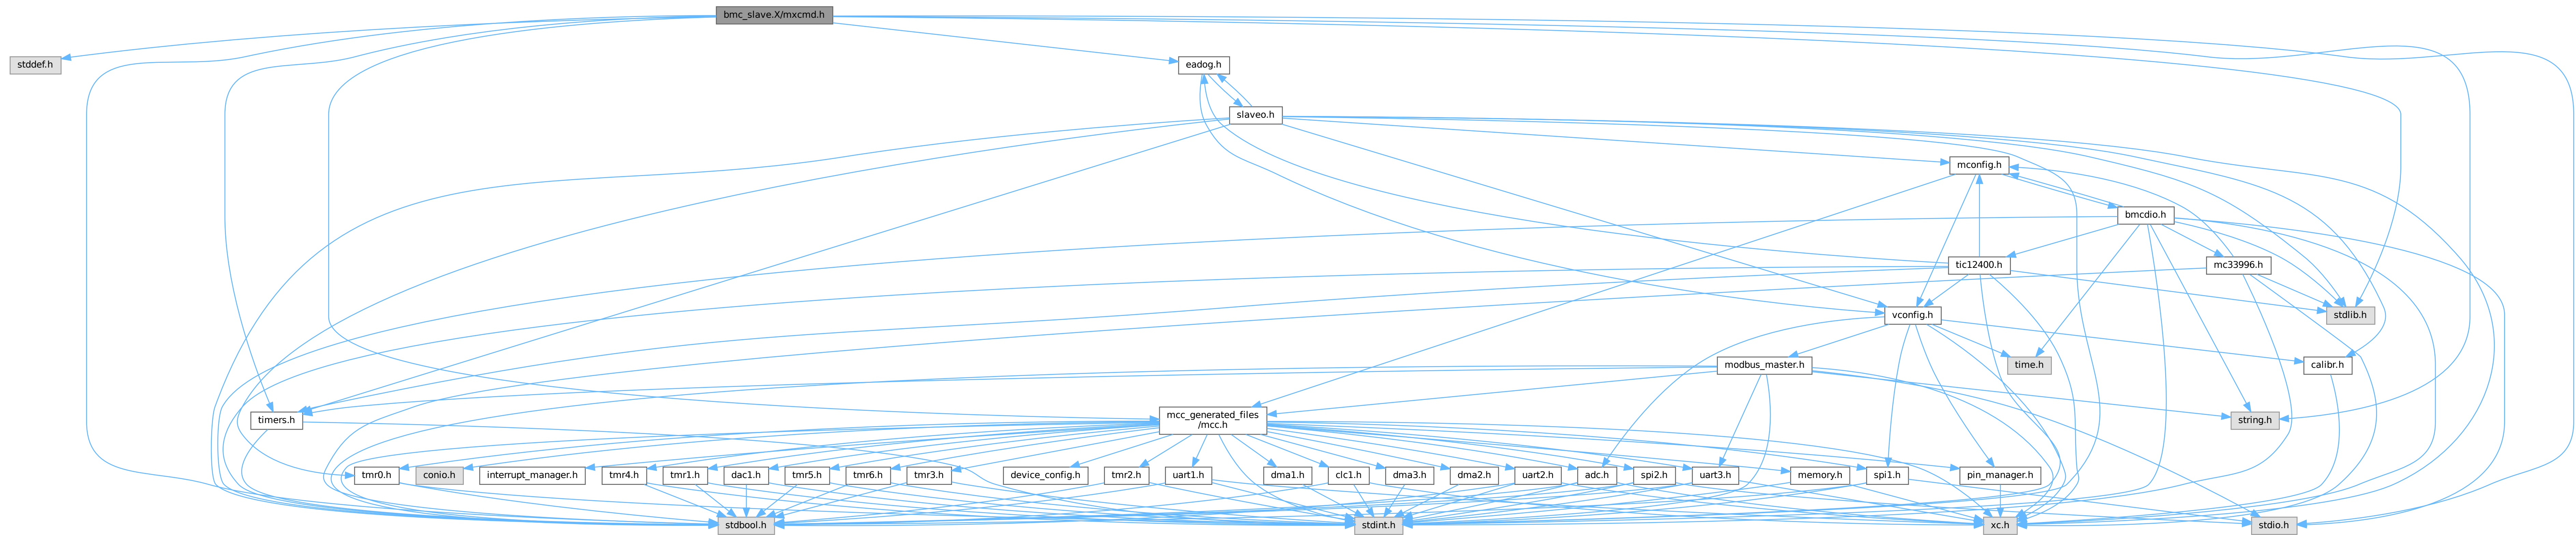 bmc_slave.X/mxcmd.h
stddef.h
eadog.h
slaveo.h
mconfig.h
bmcdio.h
tic12400.h
mc33996.h
vconfig.h
stdlib.h
modbus_master.h
time.h
calibr.h
timers.h
mcc_generated_files
/mcc.h
string.h
tmr0.h
conio.h
interrupt_manager.h
tmr4.h
tmr1.h
dac1.h
tmr5.h
tmr6.h
tmr3.h
device_config.h
tmr2.h
uart1.h
dma1.h
clc1.h
dma3.h
dma2.h
uart2.h
adc.h
spi2.h
uart3.h
memory.h
spi1.h
pin_manager.h
stdbool.h
stdint.h
xc.h
stdio.h